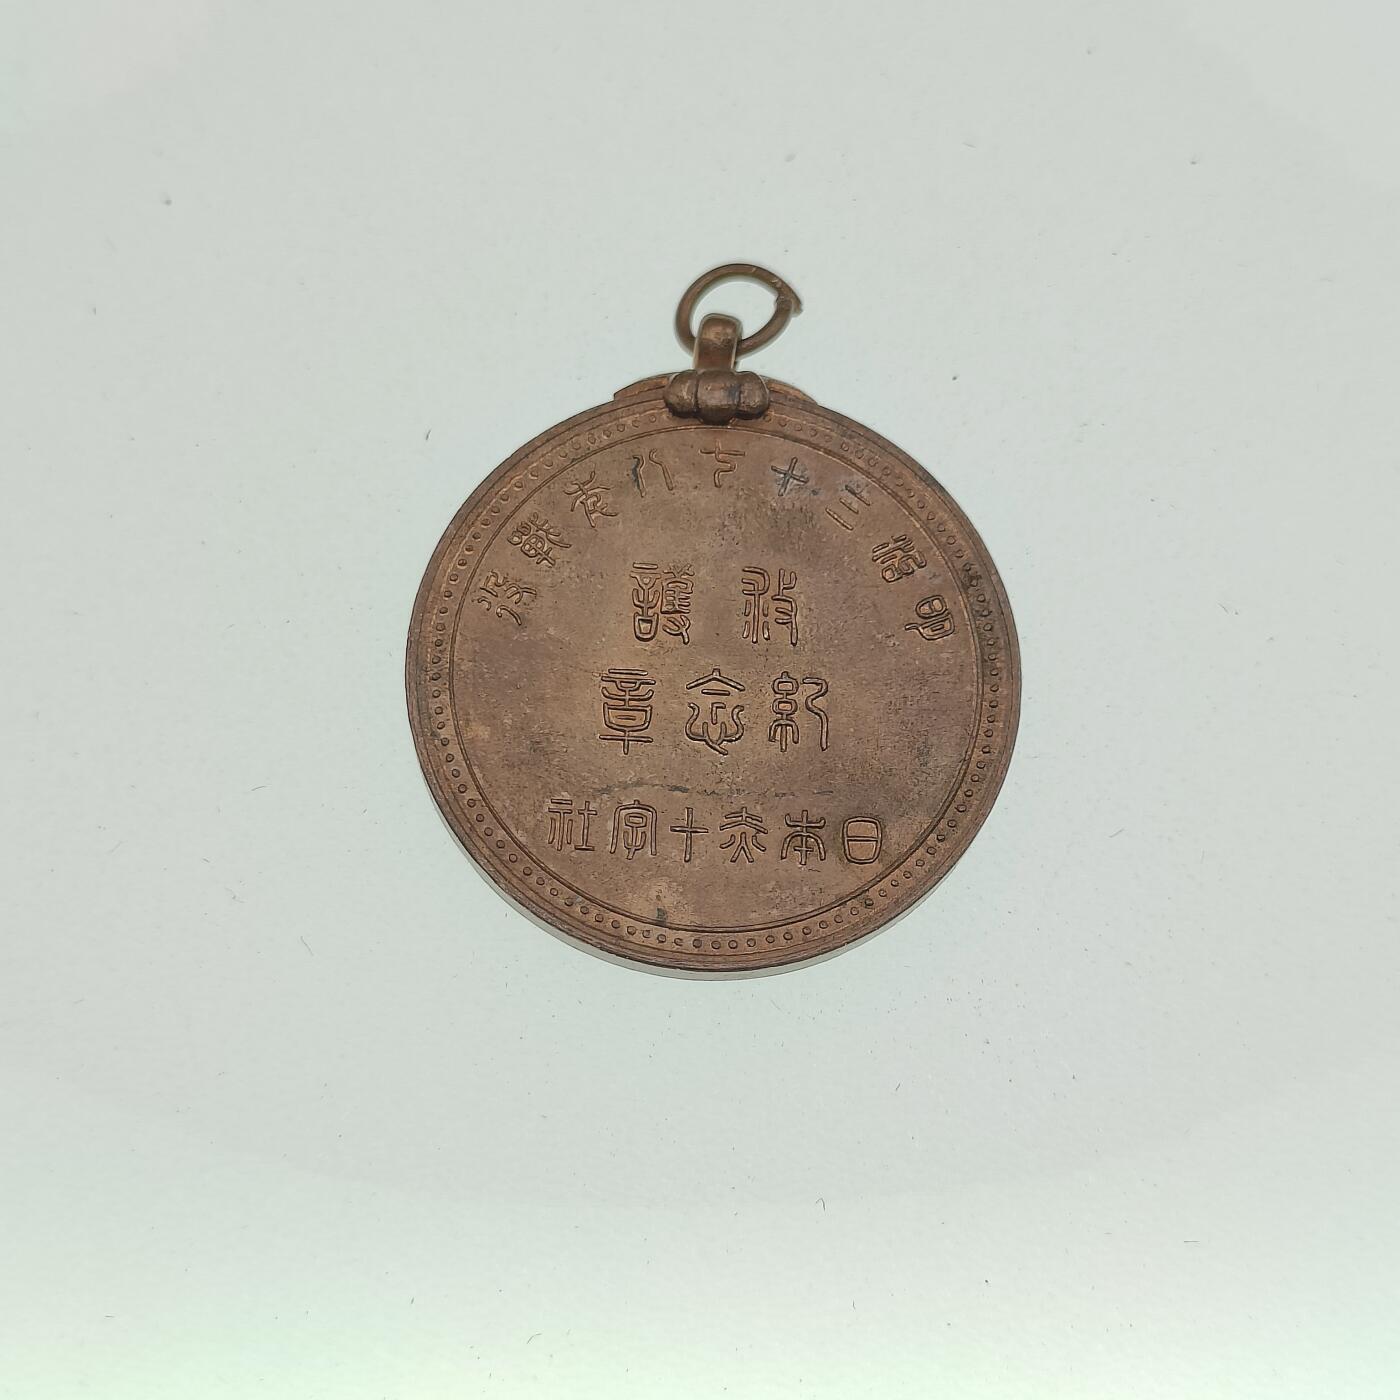 明治三十七八年戰役
救護
紀念章
日本赤十字社